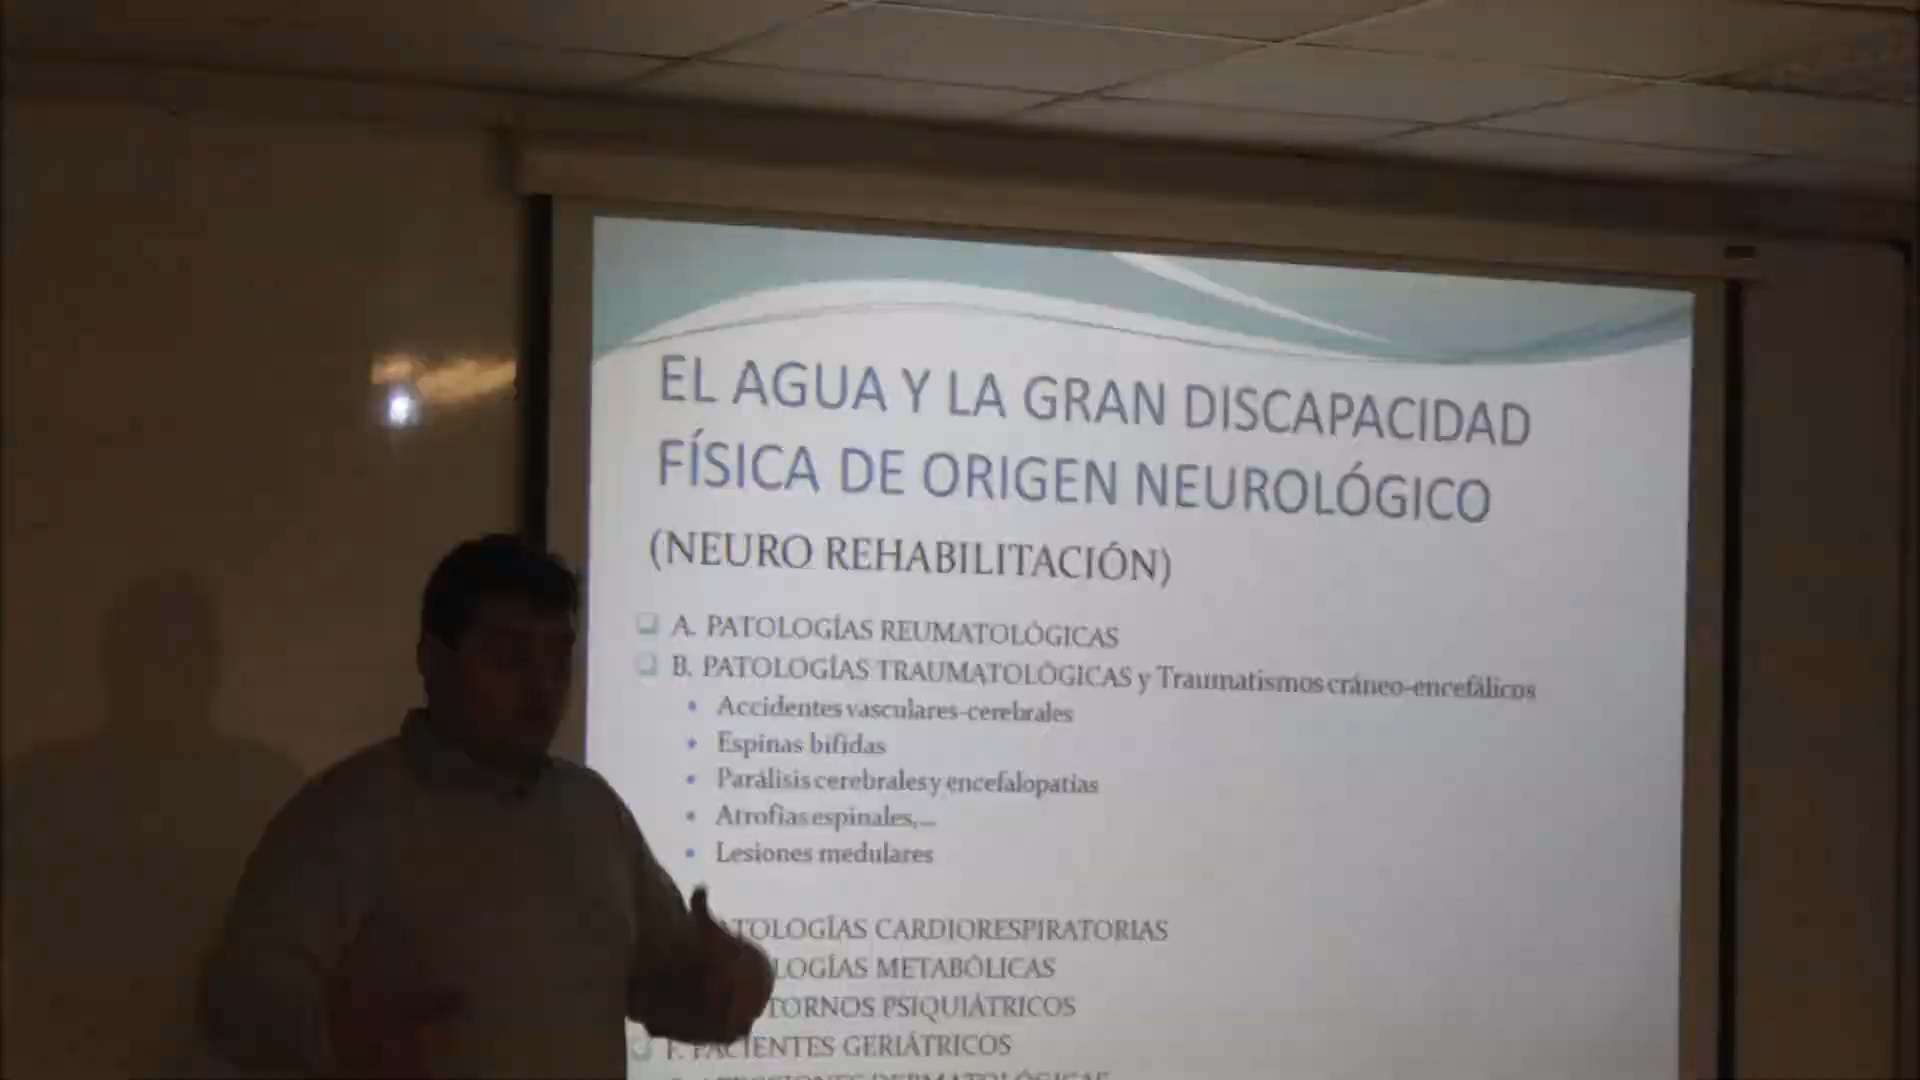 EL AGUA Y LA GRAN DISCAPACIDAD
FÍSICA DE ORIGEN NEUROLÓGICO
(NEURO REHABILITACIÓN)
A. PATOLOGÍAS REUMATOLÓGICAS
B. PATOLOGÍAS TRAUMATOLÓGICAS y Traumatismos cráneo-encefálicos
• Accidentes vasculares-cerebrales
• Espinas bífidas
• Parálisis cerebrales y encefalopatías
• Atrofias espinales,...
• Lesiones medulares
TOLOGÍAS CARDIORESPIRATORIAS
LOGÍAS METABÓLICAS
TORNOS PSIQUIÁTRICOS
F. PACIENTES GERIÁTRICOS